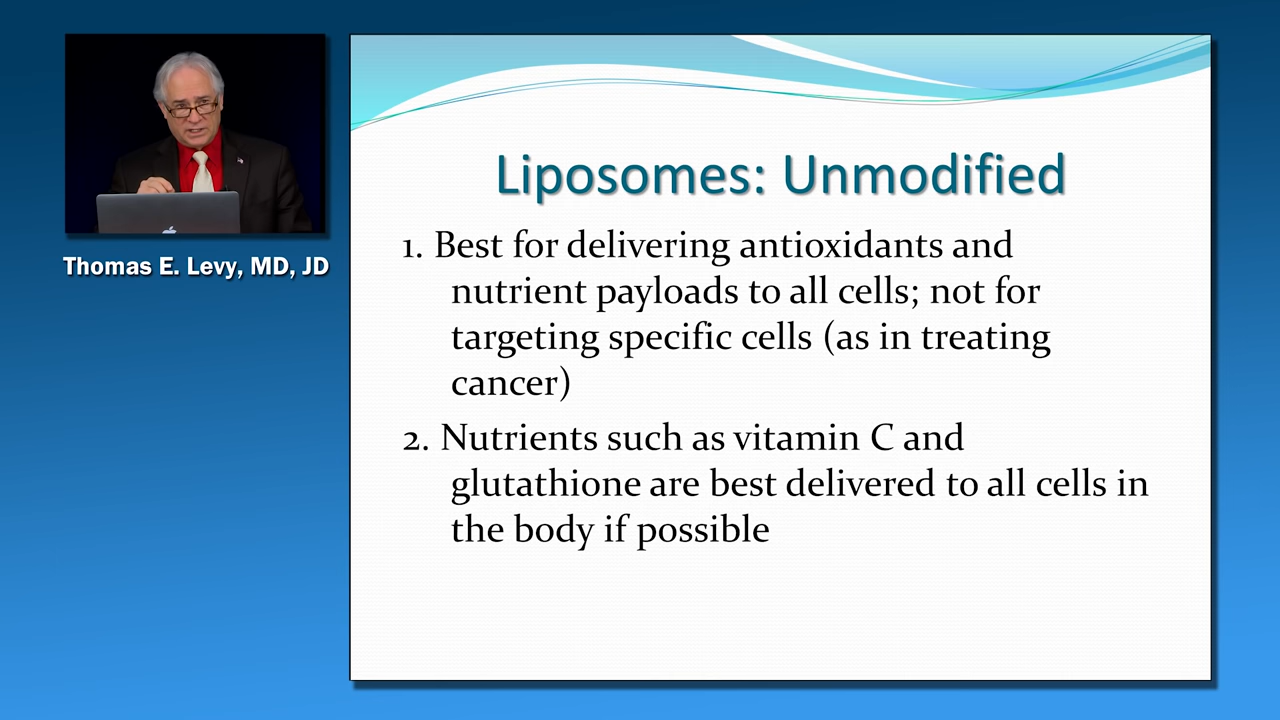 Thomas E. Levy, MD, JD
Liposomes: Unmodified
1. Best for delivering antioxidants and
nutrient payloads to all cells; not for
targeting specific cells (as in treating
cancer)
2. Nutrients such as vitamin C and
glutathione are best delivered to all cells in
the body if possible